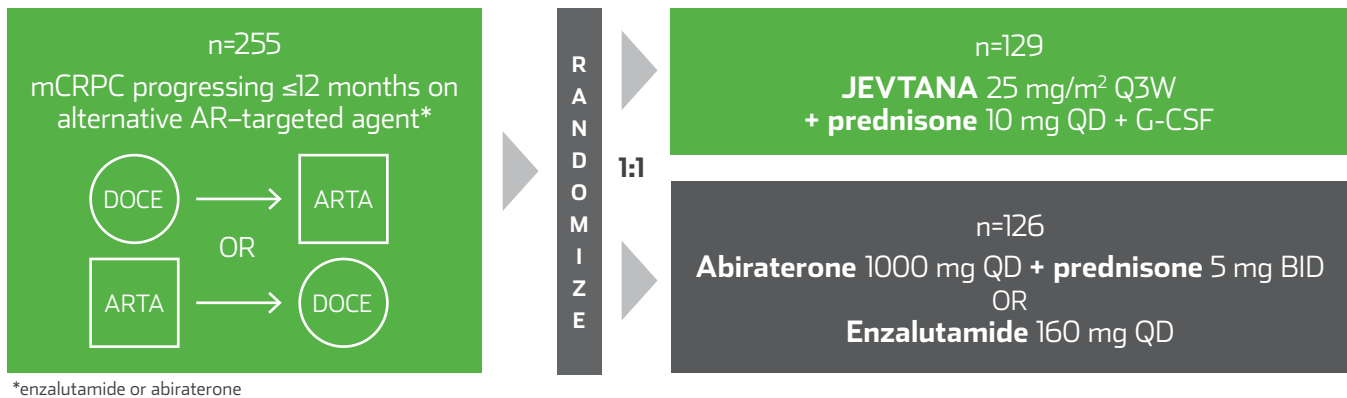 n=255
mCRPC progressing ≤12 months on
alternative AR–targeted agent*
DOCE ARTA
OR
ARTA DOCE
RANDOMIZE
1:1
n=129
JEVTANA 25 mg/m² Q3W
+ prednisone 10 mg QD + G-CSF
n=126
Abiraterone 1000 mg QD + prednisone 5 mg BID
OR
Enzalutamide 160 mg QD
*enzalutamide or abiraterone